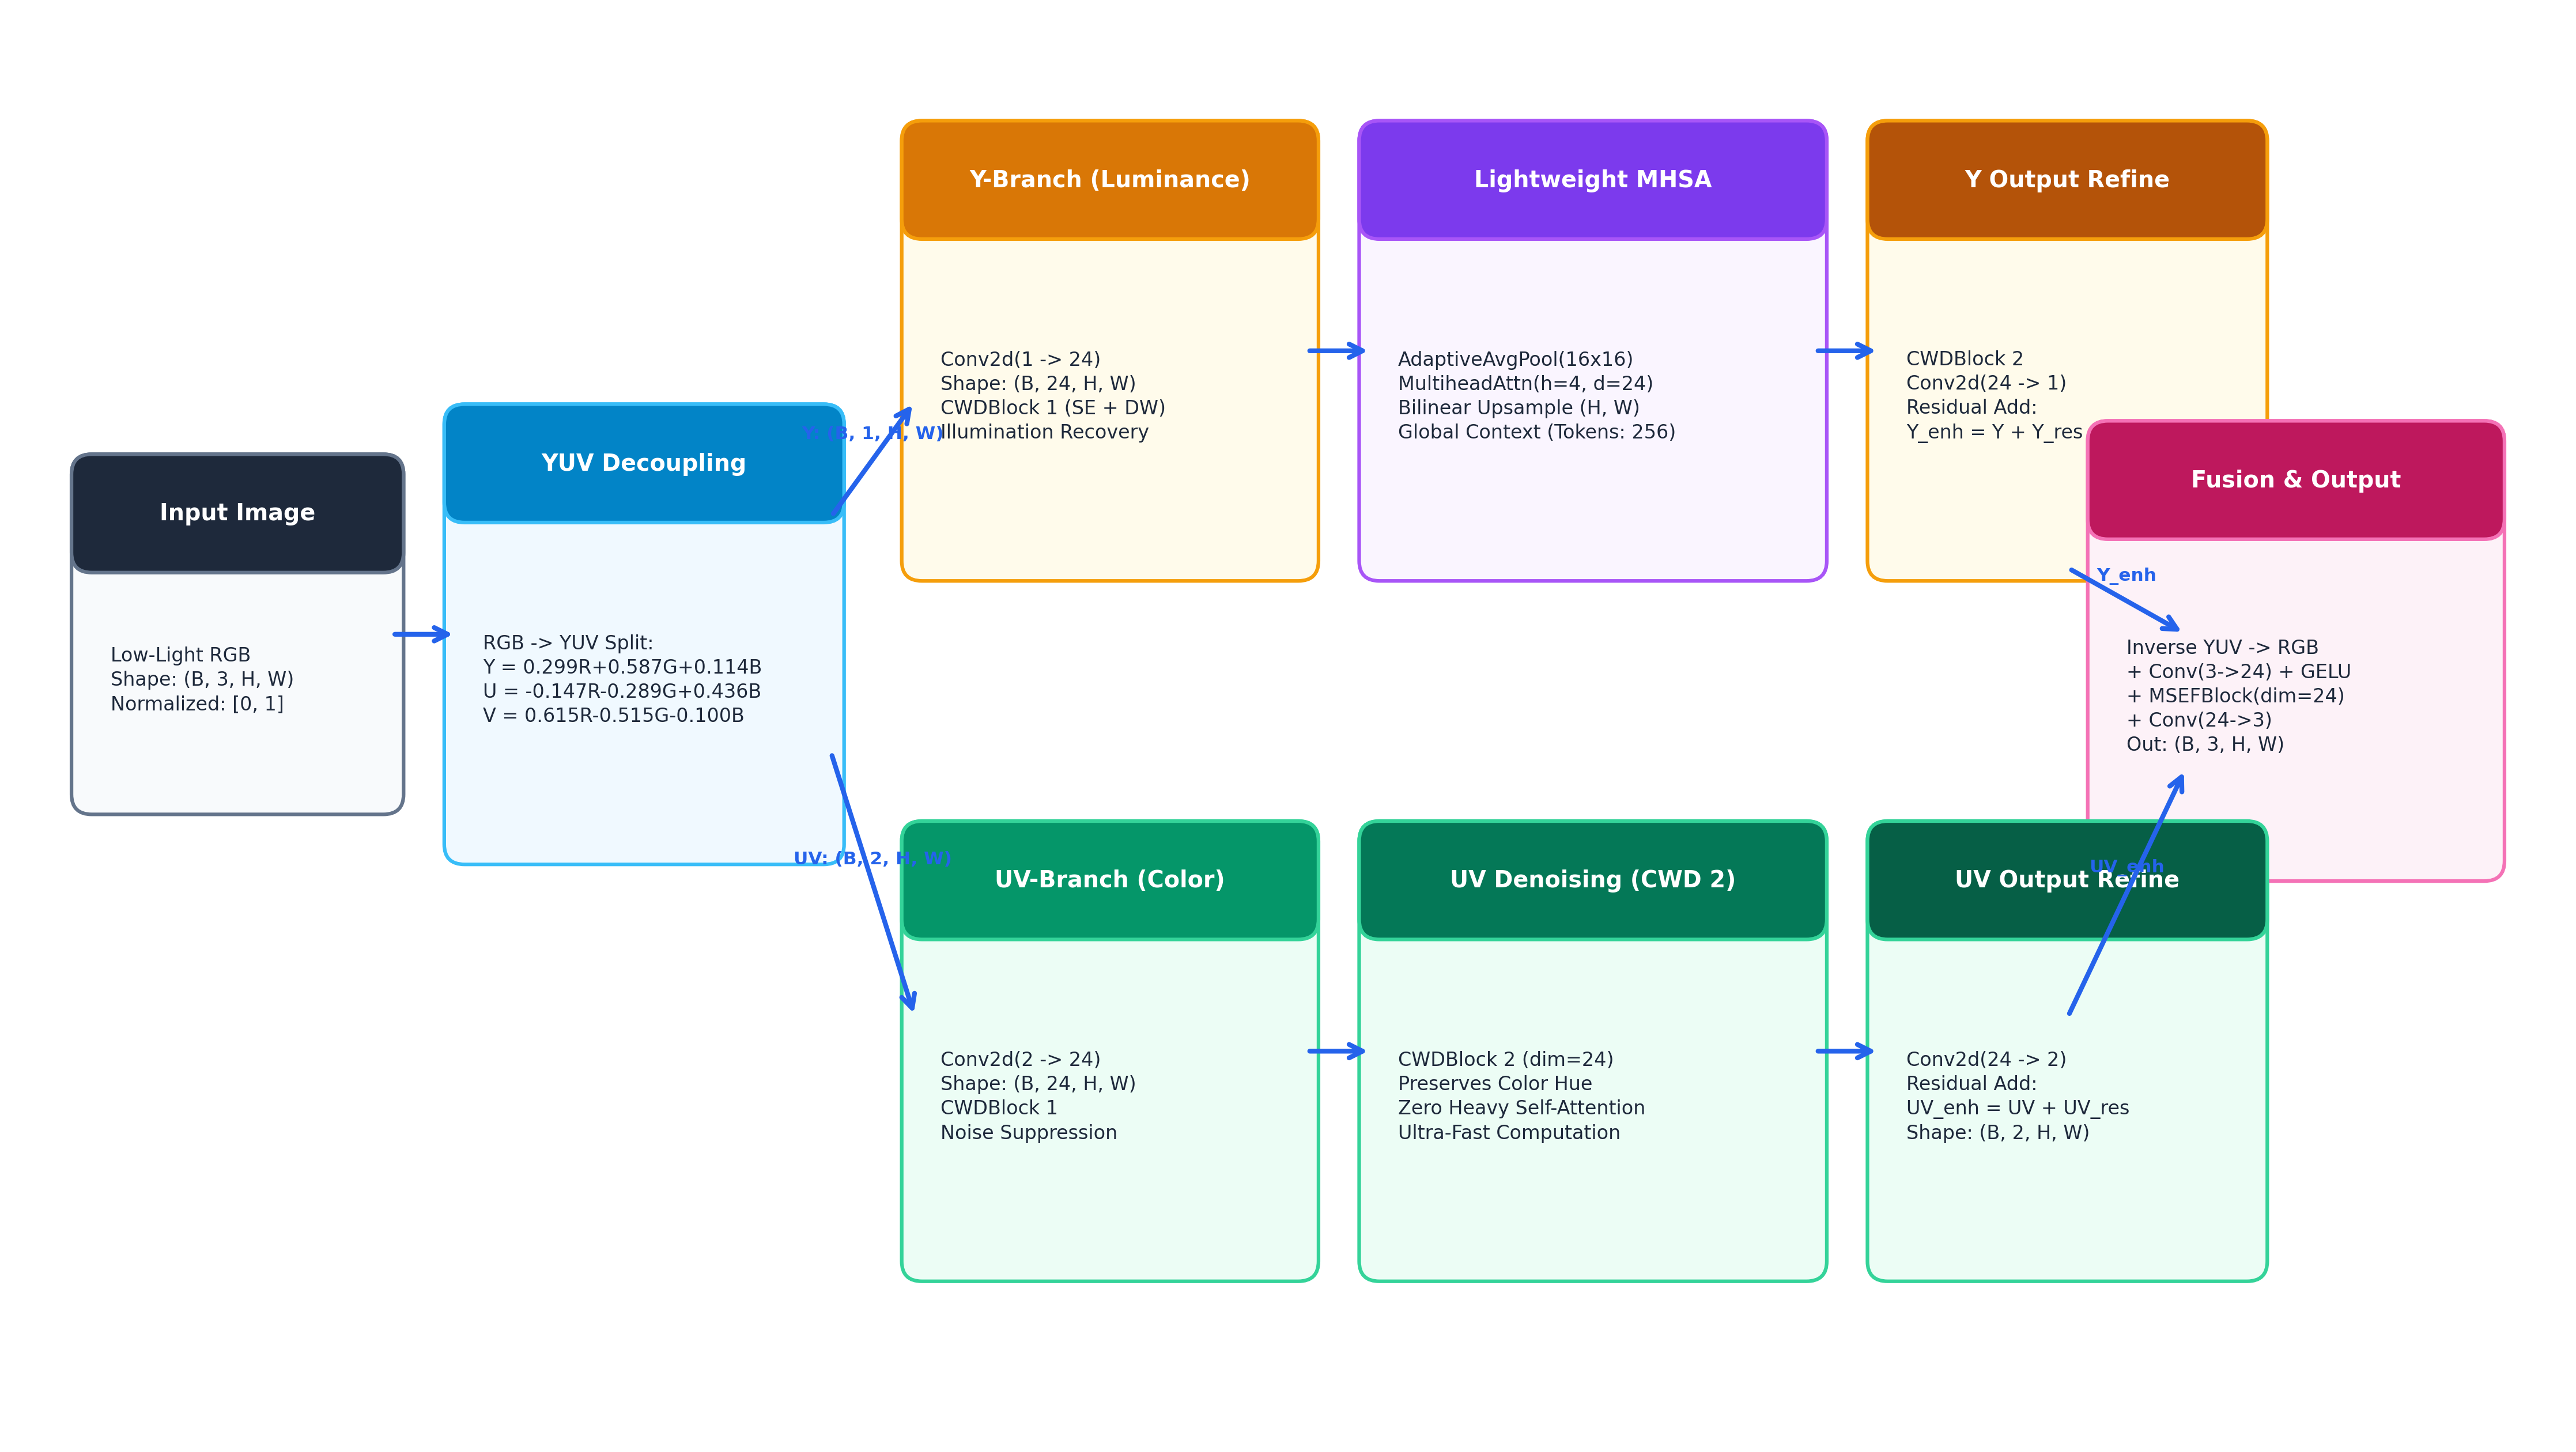 Input Image
Low-Light RGB
Shape: (B, 3, H, W)
Normalized: [0, 1]
YUV Decoupling
RGB -> YUV Split:
Y = 0.299R+0.587G+0.114B
U = -0.147R-0.289G+0.436B
V = 0.615R-0.515G-0.100B
Y: (B, 1, H, W)
UV: (B, 2, H, W)
Y-Branch (Luminance)
Conv2d(1 -> 24)
Shape: (B, 24, H, W)
CWDBlock 1 (SE + DW)
Illumination Recovery
Lightweight MHSA
AdaptiveAvgPool(16x16)
MultiheadAttn(h=4, d=24)
Bilinear Upsample (H, W)
Global Context (Tokens: 256)
Y Output Refine
CWDBlock 2
Conv2d(24 -> 1)
Residual Add:
Y_enh = Y + Y_res
UV-Branch (Color)
Conv2d(2 -> 24)
Shape: (B, 24, H, W)
CWDBlock 1
Noise Suppression
UV Denoising (CWD 2)
CWDBlock 2 (dim=24)
Preserves Color Hue
Zero Heavy Self-Attention
Ultra-Fast Computation
UV Output Refine
Conv2d(24 -> 2)
Residual Add:
UV_enh = UV + UV_res
Shape: (B, 2, H, W)
Y_enh
UV_enh
Fusion & Output
Inverse YUV -> RGB
+ Conv(3->24) + GELU
+ MSEFBlock(dim=24)
+ Conv(24->3)
Out: (B, 3, H, W)